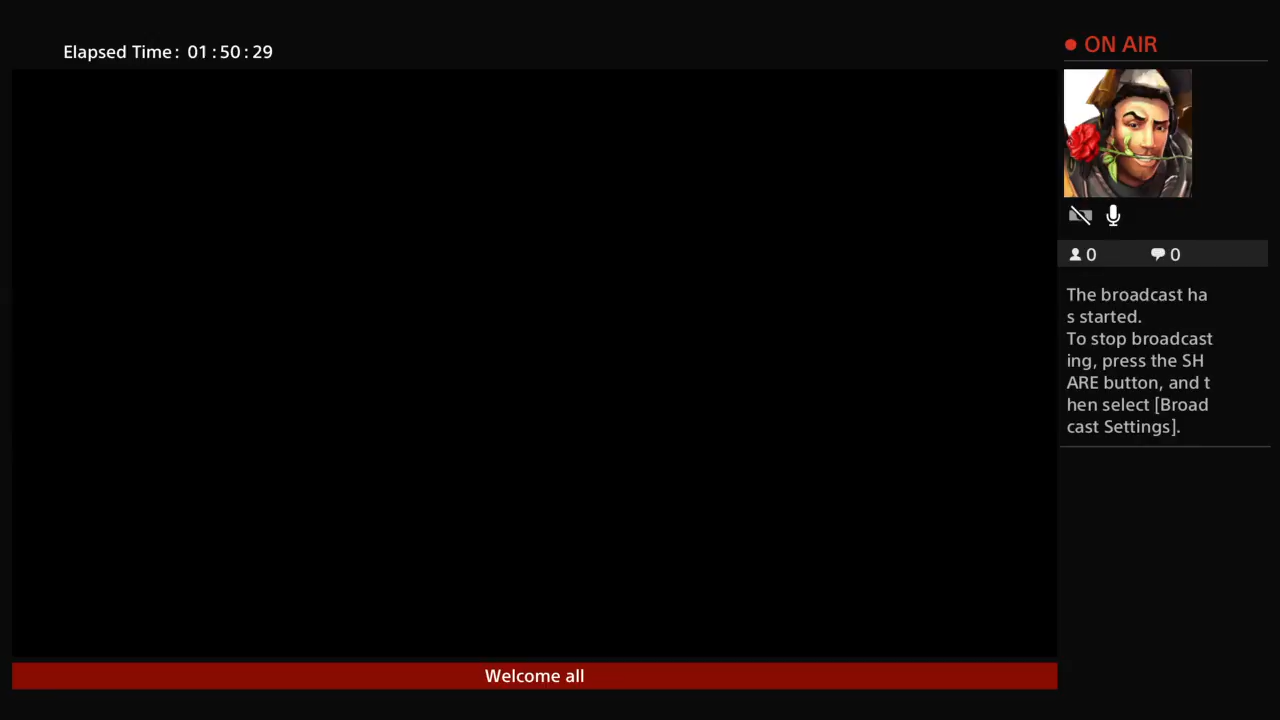 Elapsed Time: 01:50:29
ON AIR
0 0
The broadcast ha
s started.
To stop broadcast
ing, press the SH
ARE button, and t
hen select [Broad
cast Settings].
Welcome all